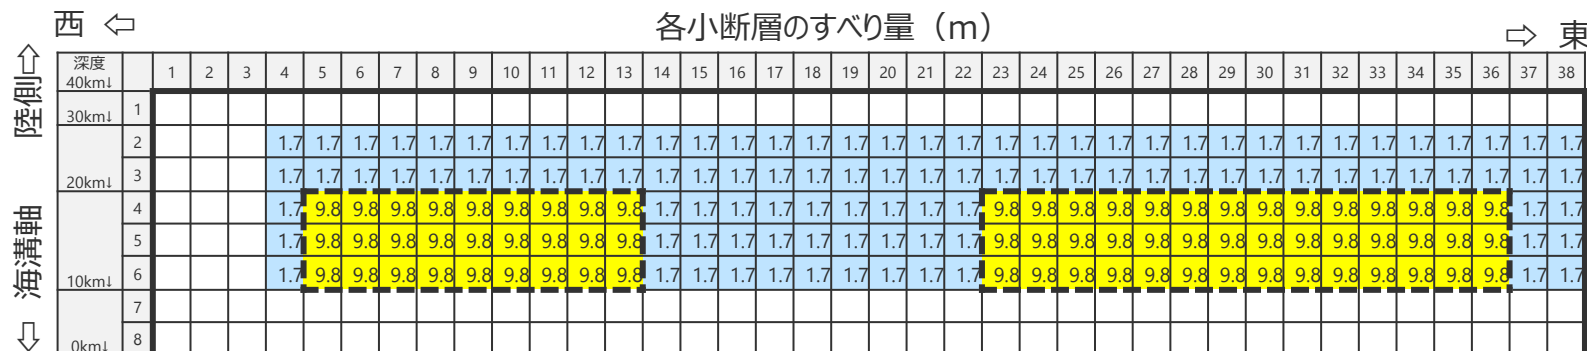 西 ⇦ 各小断層のすべり量（m） ⇨ 東
陸側⇨
海溝軸
⇦
深度
40km↓ 1 2 3 4 5 6 7 8 9 10 11 12 13 14 15 16 17 18 19 20 21 22 23 24 25 26 27 28 29 30 31 32 33 34 35 36 37 38
30km↓ 1
2 1.7 1.7 1.7 1.7 1.7 1.7 1.7 1.7 1.7 1.7 1.7 1.7 1.7 1.7 1.7 1.7 1.7 1.7 1.7 1.7 1.7 1.7 1.7 1.7 1.7 1.7 1.7 1.7 1.7 1.7 1.7 1.7 1.7 1.7 1.7
20km↓ 3 1.7 1.7 1.7 1.7 1.7 1.7 1.7 1.7 1.7 1.7 1.7 1.7 1.7 1.7 1.7 1.7 1.7 1.7 1.7 1.7 1.7 1.7 1.7 1.7 1.7 1.7 1.7 1.7 1.7 1.7 1.7 1.7 1.7 1.7 1.7
4 1.7 9.8 9.8 9.8 9.8 9.8 9.8 9.8 9.8 9.8 1.7 1.7 1.7 1.7 1.7 1.7 1.7 1.7 1.7 9.8 9.8 9.8 9.8 9.8 9.8 9.8 9.8 9.8 9.8 9.8 9.8 9.8 9.8 1.7 1.7
5 1.7 9.8 9.8 9.8 9.8 9.8 9.8 9.8 9.8 9.8 1.7 1.7 1.7 1.7 1.7 1.7 1.7 1.7 1.7 9.8 9.8 9.8 9.8 9.8 9.8 9.8 9.8 9.8 9.8 9.8 9.8 9.8 9.8 1.7 1.7
10km↓ 6 1.7 9.8 9.8 9.8 9.8 9.8 9.8 9.8 9.8 9.8 1.7 1.7 1.7 1.7 1.7 1.7 1.7 1.7 1.7 9.8 9.8 9.8 9.8 9.8 9.8 9.8 9.8 9.8 9.8 9.8 9.8 9.8 9.8 1.7 1.7
7
0km↓ 8